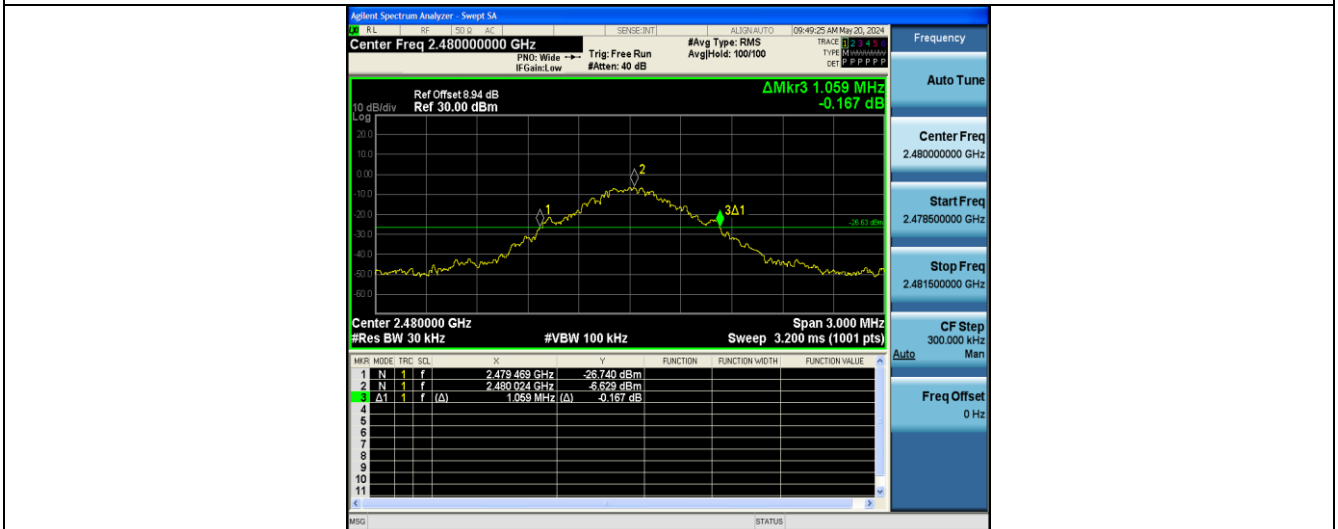 Agilent Spectrum Analyzer - Swept SA
RL RF 50 Ω AC SENSE:INT ALIGN AUTO 09:49:25 AM May 20, 2024
Center Freq 2.480000000 GHz
PNO: Wide
IFGain:Low
Trig: Free Run
#Atten: 40 dB
#Avg Type: RMS
Avg|Hold: 100/100
TRACE 1 2 3 4 5 6
TYPE M
DET P P P P P P
ΔMkr3 1.059 MHz
-0.167 dB
Ref Offset 8.94 dB
10 dB/div Ref 30.00 dBm
Log
20.0
10.0
0.00
-10.0
-20.0
-30.0
-40.0
-50.0
-60.0
1
2
3Δ1
-26.63 dBm
Center 2.480000 GHz Span 3.000 MHz
#Res BW 30 kHz #VBW 100 kHz Sweep 3.200 ms (1001 pts)
MKR MODE TRC SCL X Y FUNCTION FUNCTION WIDTH FUNCTION VALUE
1 N 1 f 2.479 469 GHz -26.740 dBm
2 N 1 f 2.480 024 GHz -6.629 dBm
3 Δ1 1 f (Δ) 1.059 MHz (Δ) -0.167 dB
4
5
6
7
8
9
10
11
MSG STATUS
Frequency
Auto Tune
Center Freq
2.480000000 GHz
Start Freq
2.478500000 GHz
Stop Freq
2.481500000 GHz
CF Step
300.000 kHz
Auto Man
Freq Offset
0 Hz